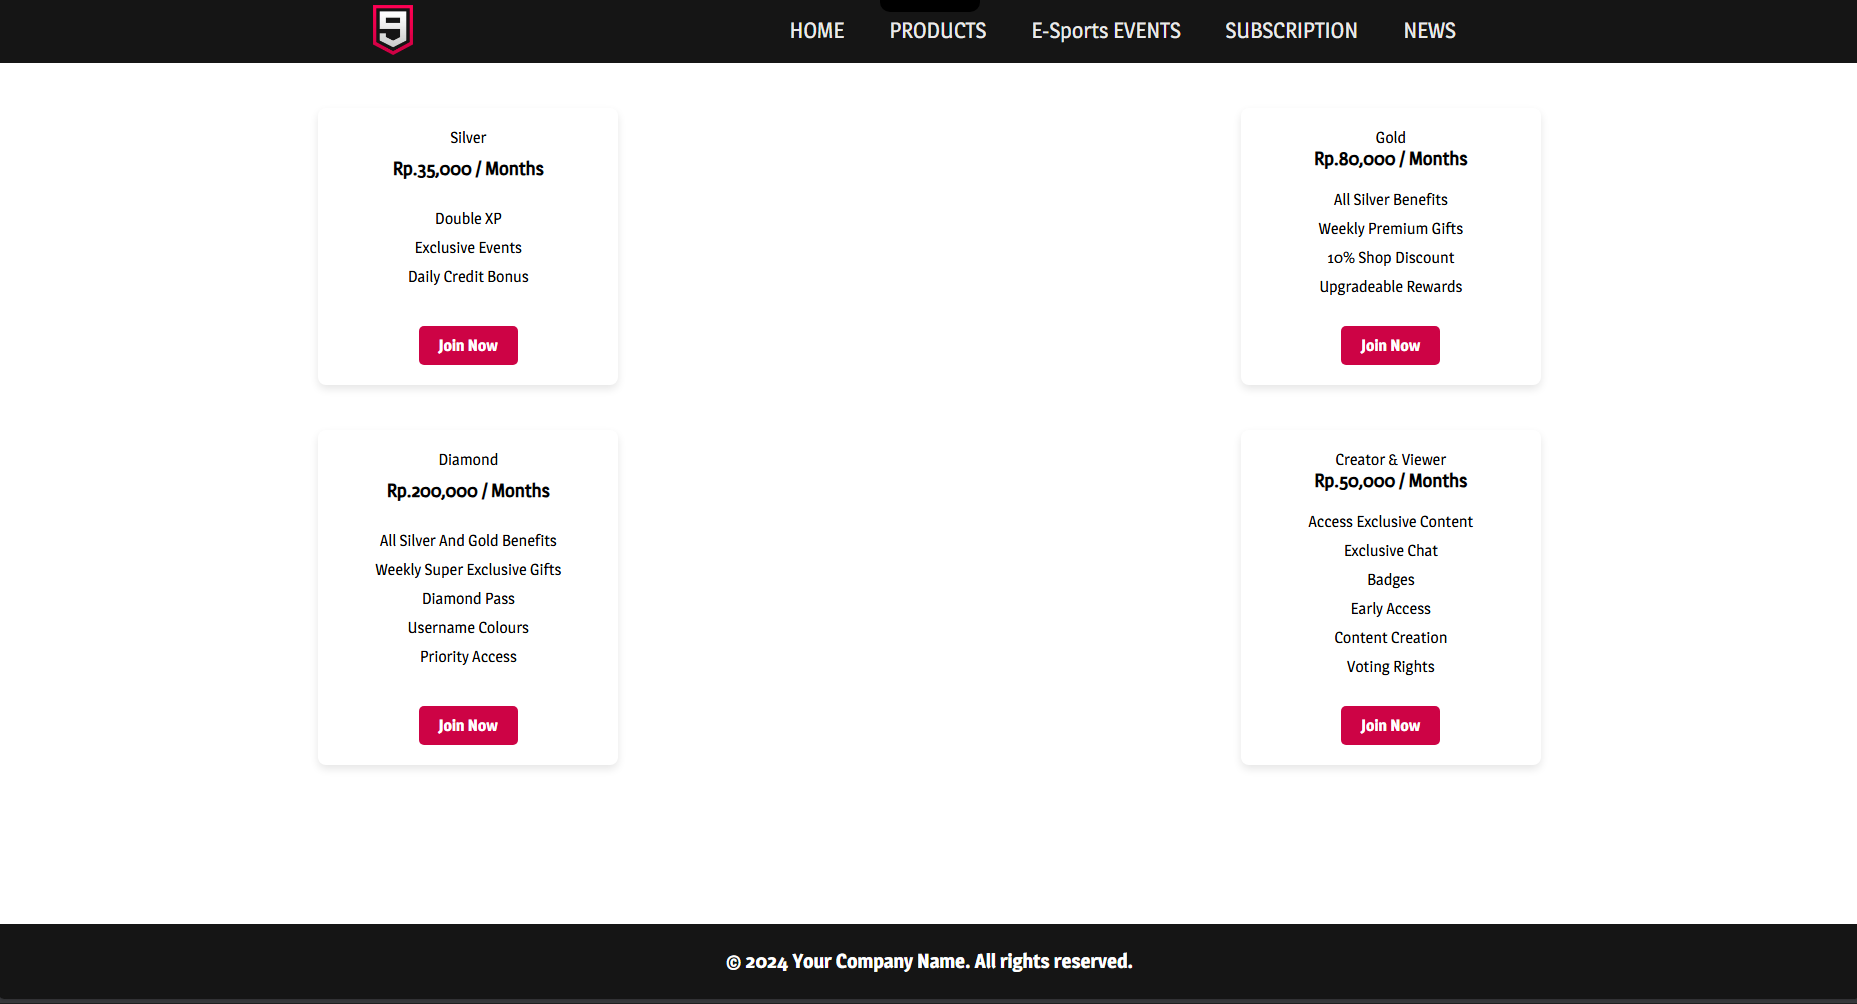 9
HOME PRODUCTS E-Sports EVENTS SUBSCRIPTION NEWS
Silver
Rp.35,000 / Months
Double XP
Exclusive Events
Daily Credit Bonus
Join Now
Gold
Rp.80,000 / Months
All Silver Benefits
Weekly Premium Gifts
10% Shop Discount
Upgradeable Rewards
Join Now
Diamond
Rp.200,000 / Months
All Silver And Gold Benefits
Weekly Super Exclusive Gifts
Diamond Pass
Username Colours
Priority Access
Join Now
Creator & Viewer
Rp.50,000 / Months
Access Exclusive Content
Exclusive Chat
Badges
Early Access
Content Creation
Voting Rights
Join Now
© 2024 Your Company Name. All rights reserved.